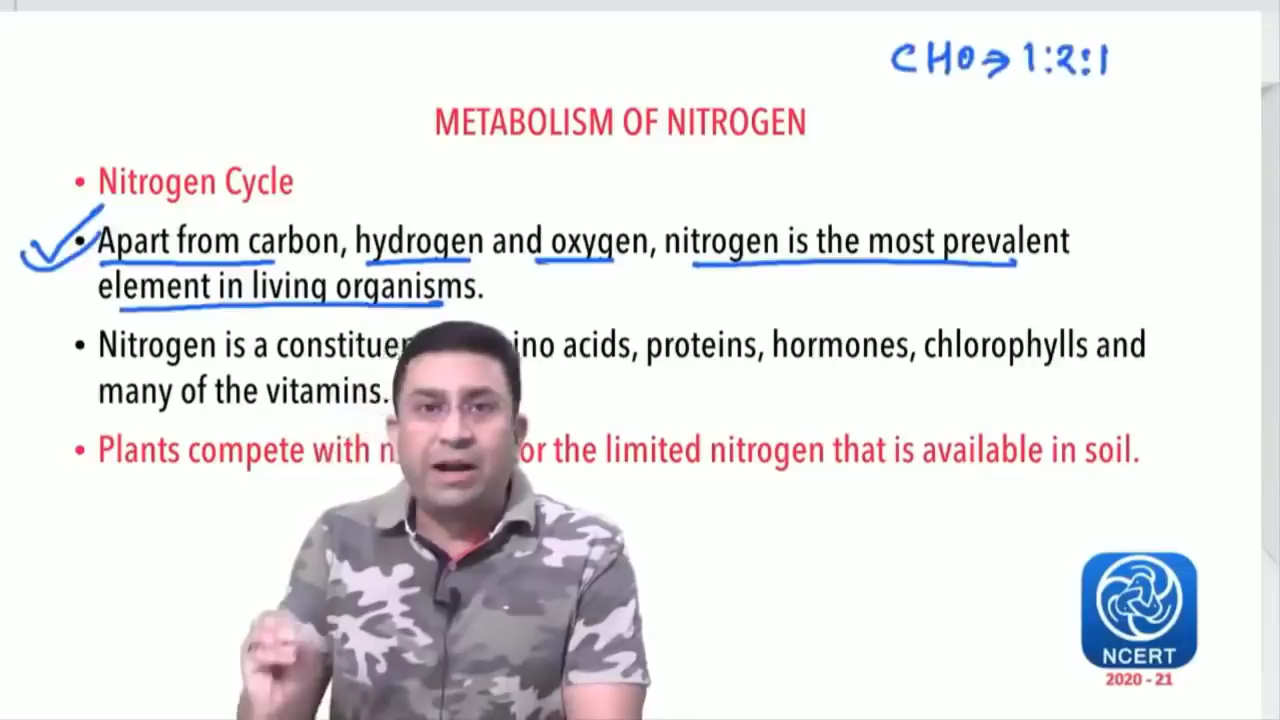 CHO⇒ 1:2:1
METABOLISM OF NITROGEN
• Nitrogen Cycle
• Apart from carbon, hydrogen and oxygen, nitrogen is the most prevalent
element in living organisms.
• Nitrogen is a ino acids, proteins, hormones, chlorophylls and
many of the vitamins.
• Plants compete with or the limited nitrogen that is available in soil.
NCERT
2020 - 21